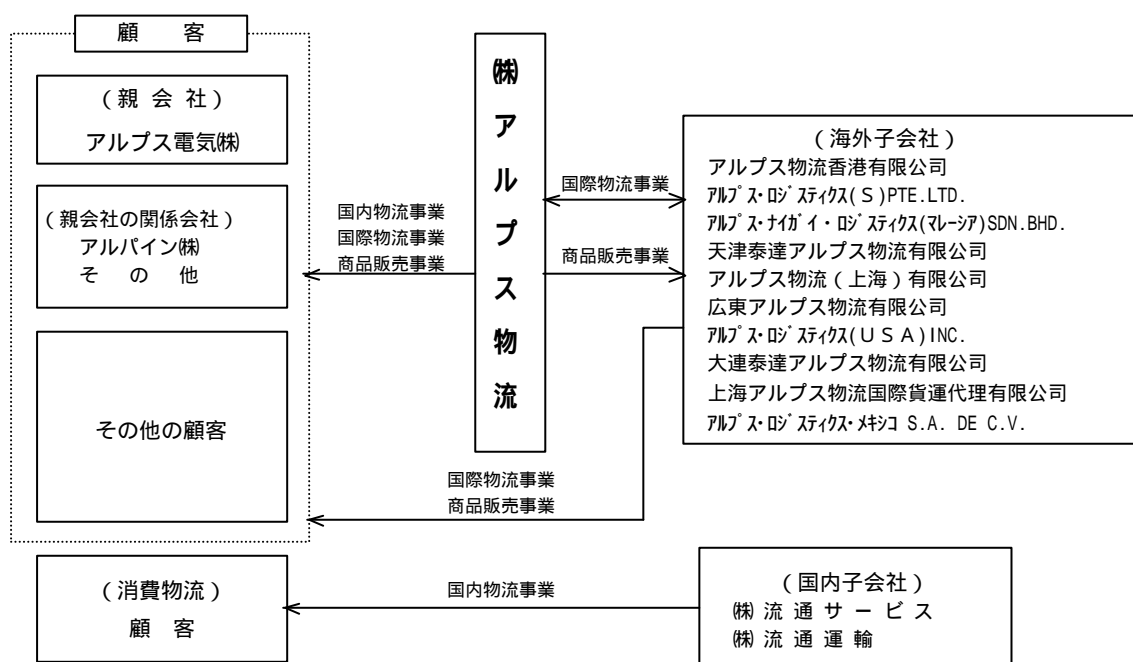 顧 客
(親 会 社)
アルプス電気㈱
(親会社の関係会社)
アルパイン㈱
そ の 他
その他の顧客
国内物流事業
国際物流事業
商品販売事業
㈱アルプス物流
国際物流事業
商品販売事業
(海外子会社)
アルプス物流香港有限公司
ｱﾙﾌﾟｽ･ﾛｼﾞｽﾃｨｸｽ(Ｓ)PTE.LTD.
ｱﾙﾌﾟｽ･ﾅｲｶﾞｲ・ﾛｼﾞｽﾃｨｸｽ(ﾏﾚｰｼｱ)SDN.BHD.
天津泰達アルプス物流有限公司
アルプス物流(上海)有限公司
広東アルプス物流有限公司
ｱﾙﾌﾟｽ･ﾛｼﾞｽﾃｨｸｽ(ＵＳＡ)INC.
大連泰達アルプス物流有限公司
上海アルプス物流国際貨運代理有限公司
ｱﾙﾌﾟｽ･ﾛｼﾞｽﾃｨｸｽ･ﾒｷｼｺ S.A. DE C.V.
国際物流事業
商品販売事業
(消費物流)
顧 客
国内物流事業
(国内子会社)
㈱ 流 通 サ ー ビ ス
㈱ 流 通 運 輸